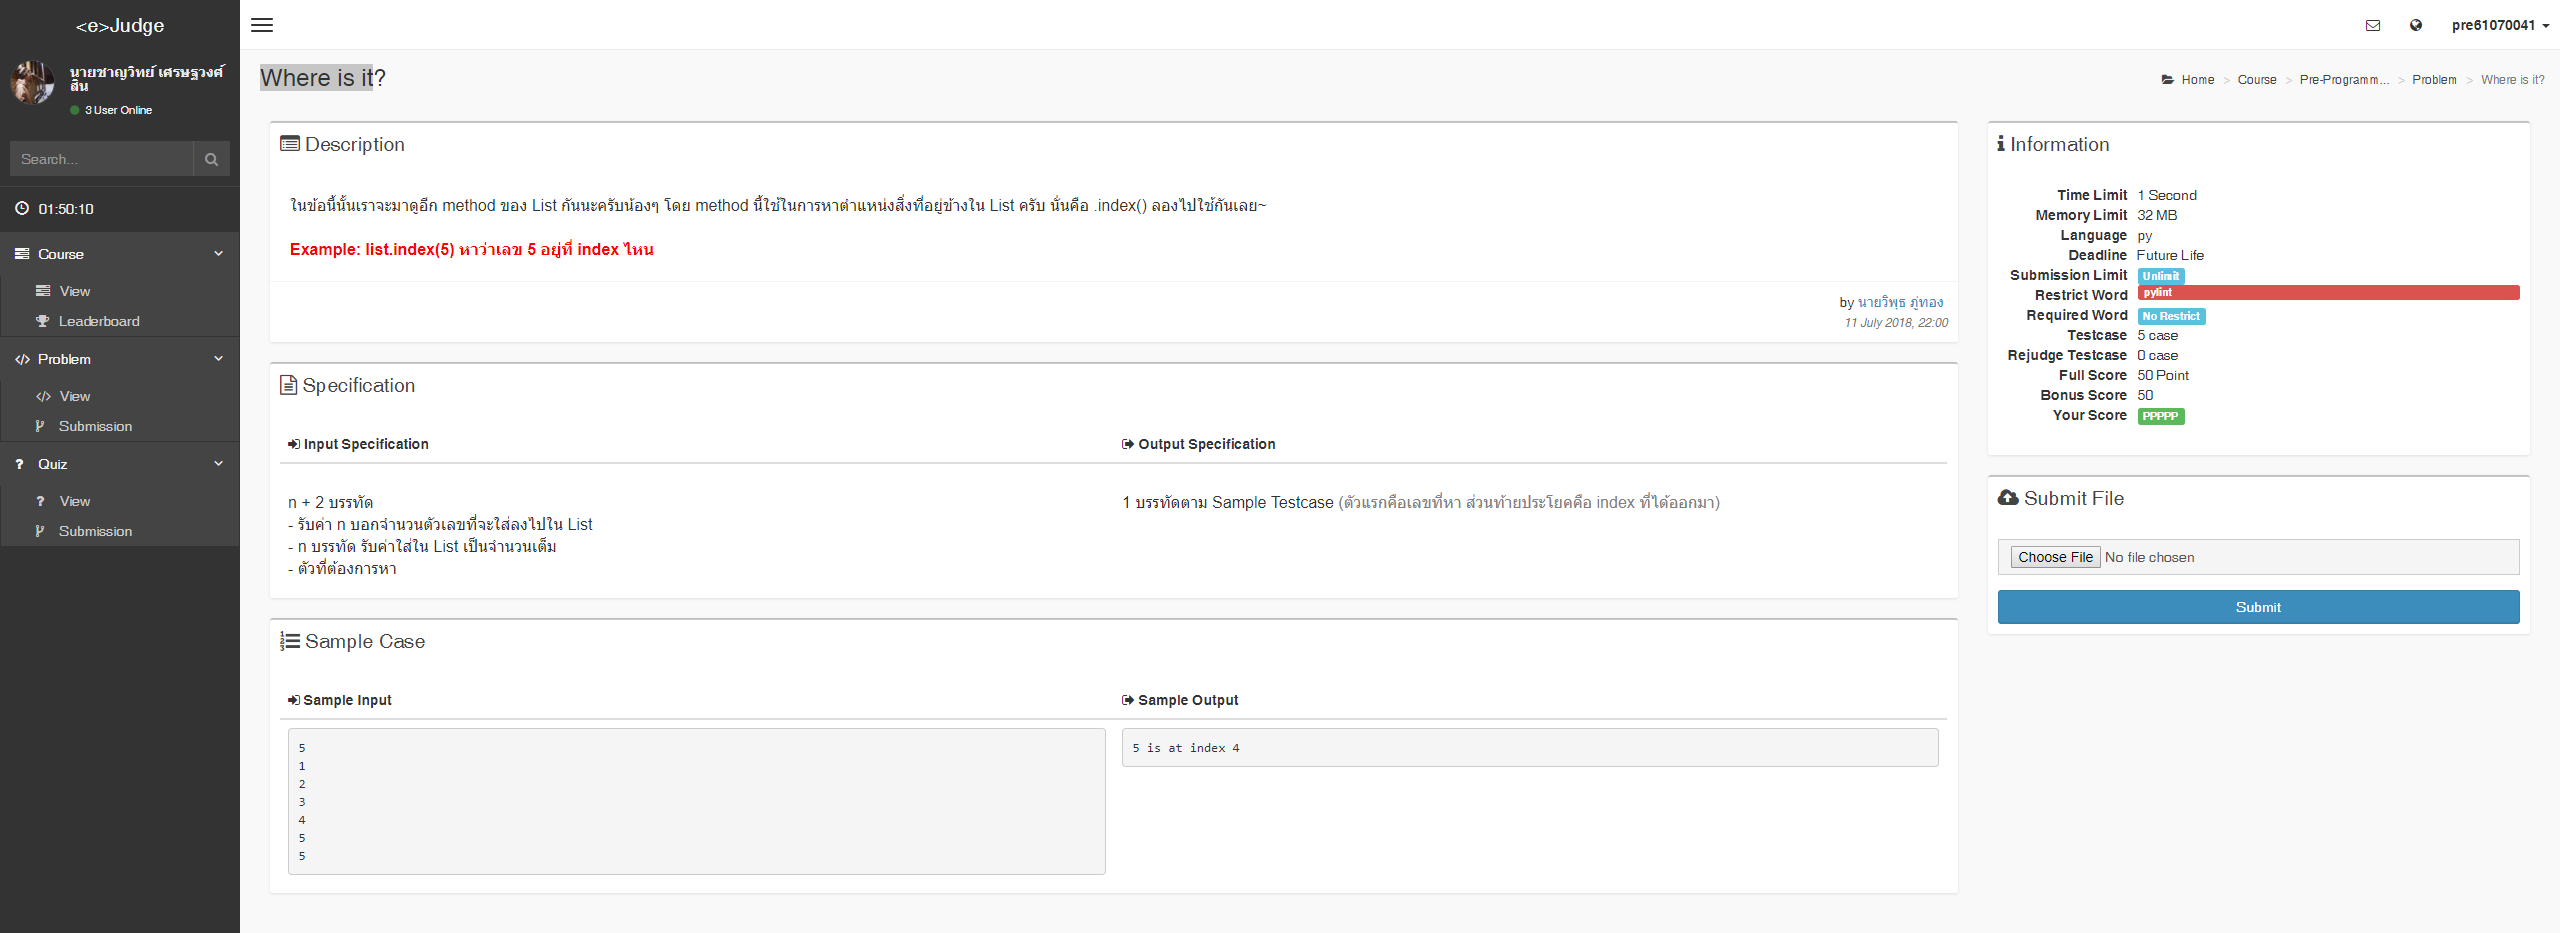 <e>Judge
pre61070041
นายชาญวิทย์ เศรษฐวงศ์
สิน
3 User Online
Search...
01:50:10
Course
View
Leaderboard
Problem
View
Submission
Quiz
View
Submission
Where is it?
Home > Course > Pre-Programm... > Problem > Where is it?
Description
ในข้อนี้นั้นเราจะมาดูอีก method ของ List กันนะครับน้องๆ โดย method นี้ใช้ในการหาตำแหน่งสิ่งที่อยู่ข้างใน List ครับ นั่นคือ .index() ลองไปใช้กันเลย~
Example: list.index(5) หาว่าเลข 5 อยู่ที่ index ไหน
by นายวิพุธ ภู่ทอง
11 July 2018, 22:00
Specification
Input Specification
n + 2 บรรทัด
- รับค่า n บอกจำนวนตัวเลขที่จะใส่ลงไปใน List
- n บรรทัด รับค่าใส่ใน List เป็นจำนวนเต็ม
- ตัวที่ต้องการหา
Output Specification
1 บรรทัดตาม Sample Testcase (ตัวแรกคือเลขที่หา ส่วนท้ายประโยคคือ index ที่ได้ออกมา)
Sample Case
Sample Input
5
1
2
3
4
5
5
Sample Output
5 is at index 4
Information
Time Limit 1 Second
Memory Limit 32 MB
Language py
Deadline Future Life
Submission Limit Unlimit
Restrict Word pylint
Required Word No Restrict
Testcase 5 case
Rejudge Testcase 0 case
Full Score 50 Point
Bonus Score 50
Your Score PPPPP
Submit File
Choose File No file chosen
Submit